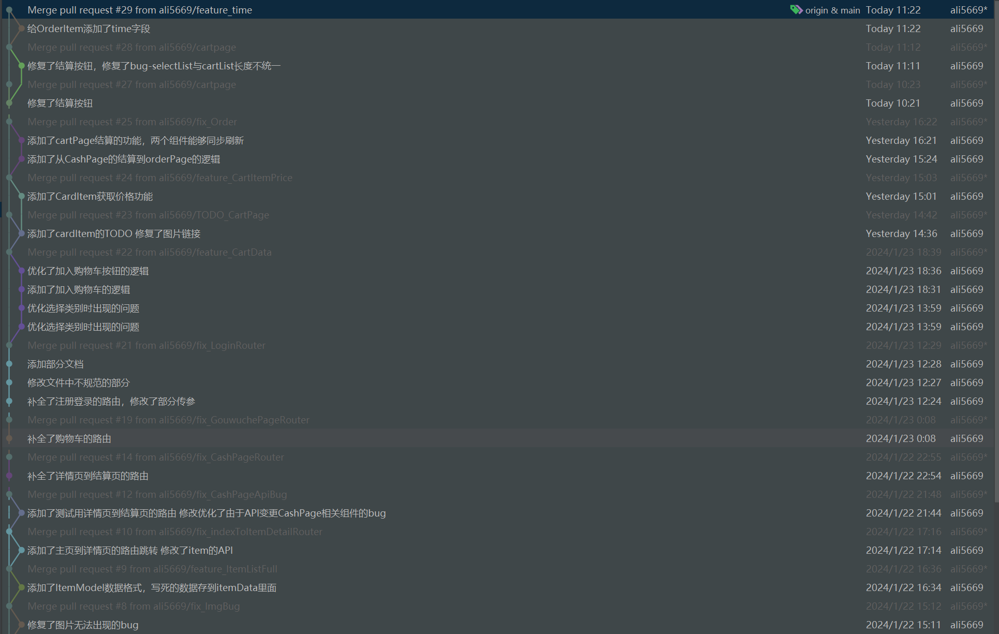 Merge pull request #29 from ali5669/feature_time origin & main Today 11:22 ali5669*
给OrderItem添加了time字段 Today 11:22 ali5669
Merge pull request #28 from ali5669/cartpage Today 11:12 ali5669*
修复了结算按钮，修复了bug-selectList与cartList长度不统一 Today 11:11 ali5669
Merge pull request #27 from ali5669/cartpage Today 10:23 ali5669*
修复了结算按钮 Today 10:21 ali5669
Merge pull request #25 from ali5669/fix_Order Yesterday 16:22 ali5669*
添加了cartPage结算的功能，两个组件能够同步刷新 Yesterday 16:21 ali5669
添加了从CashPage的结算到orderPage的逻辑 Yesterday 15:24 ali5669
Merge pull request #24 from ali5669/feature_CartItemPrice Yesterday 15:03 ali5669*
添加了CardItem获取价格功能 Yesterday 15:01 ali5669
Merge pull request #23 from ali5669/TODO_CartPage Yesterday 14:42 ali5669*
添加了cardItem的TODO 修复了图片链接 Yesterday 14:36 ali5669
Merge pull request #22 from ali5669/feature_CartData 2024/1/23 18:39 ali5669*
优化了加入购物车按钮的逻辑 2024/1/23 18:36 ali5669
添加了加入购物车的逻辑 2024/1/23 18:31 ali5669
优化选择类别时出现的问题 2024/1/23 13:59 ali5669
优化选择类别时出现的问题 2024/1/23 13:59 ali5669
Merge pull request #21 from ali5669/fix_LoginRouter 2024/1/23 12:29 ali5669*
添加部分文档 2024/1/23 12:28 ali5669
修改文件中不规范的部分 2024/1/23 12:27 ali5669
补全了注册登录的路由，修改了部分传参 2024/1/23 12:24 ali5669
Merge pull request #19 from ali5669/fix_GouwuchePageRouter 2024/1/23 0:08 ali5669*
补全了购物车的路由 2024/1/23 0:08 ali5669
Merge pull request #14 from ali5669/fix_CashPageRouter 2024/1/22 22:55 ali5669*
补全了详情页到结算页的路由 2024/1/22 22:54 ali5669
Merge pull request #12 from ali5669/fix_CashPageApiBug 2024/1/22 21:48 ali5669*
添加了测试用详情页到结算页的路由 修改优化了由于API变更CashPage相关组件的bug 2024/1/22 21:44 ali5669
Merge pull request #10 from ali5669/fix_indexToItemDetailRouter 2024/1/22 17:16 ali5669*
添加了主页到详情页的路由跳转 修改了item的API 2024/1/22 17:14 ali5669
Merge pull request #9 from ali5669/feature_ItemListFull 2024/1/22 16:36 ali5669*
添加了ItemModel数据格式，写死的数据存到itemData里面 2024/1/22 16:34 ali5669
Merge pull request #8 from ali5669/fix_ImgBug 2024/1/22 15:12 ali5669*
修复了图片无法出现的bug 2024/1/22 15:11 ali5669